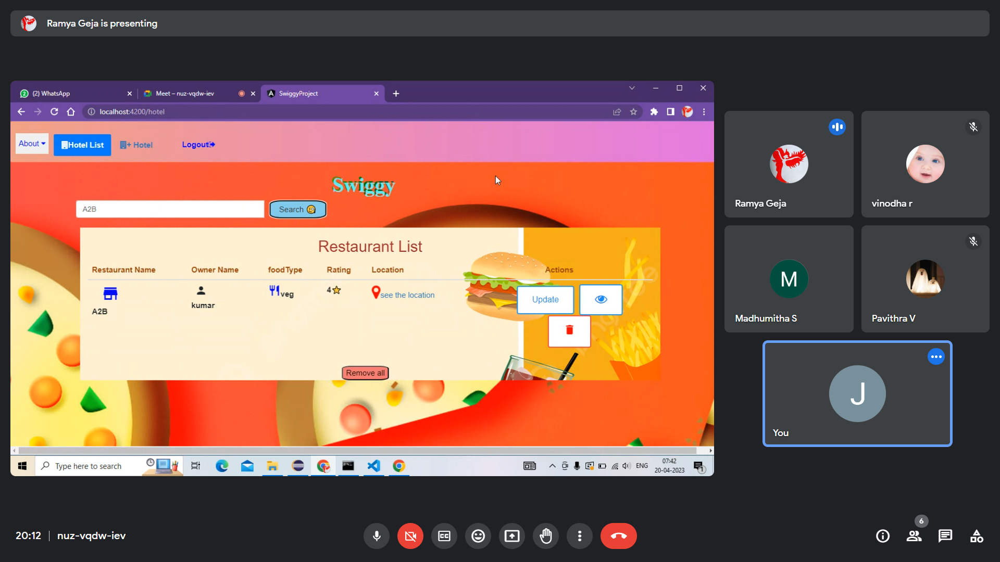 Ramya Geja is presenting
2 (2) WhatsApp
Meet – nuz-vqdw-iev
SwiggyProject
localhost:4200/hotel
About
Hotel List
+ Hotel
Logout
Swiggy
A2B
Search
Restaurant List
Restaurant Name
Owner Name
foodType
Rating
Location
Actions
A2B
kumar
veg
4
see the location
Update
Remove all
Type here to search
ENG
07:42
20-04-2023
1
Ramya Geja
vinodha r
M
Madhumitha S
Pavithra V
J
You
20:12
nuz-vqdw-iev
CC
6